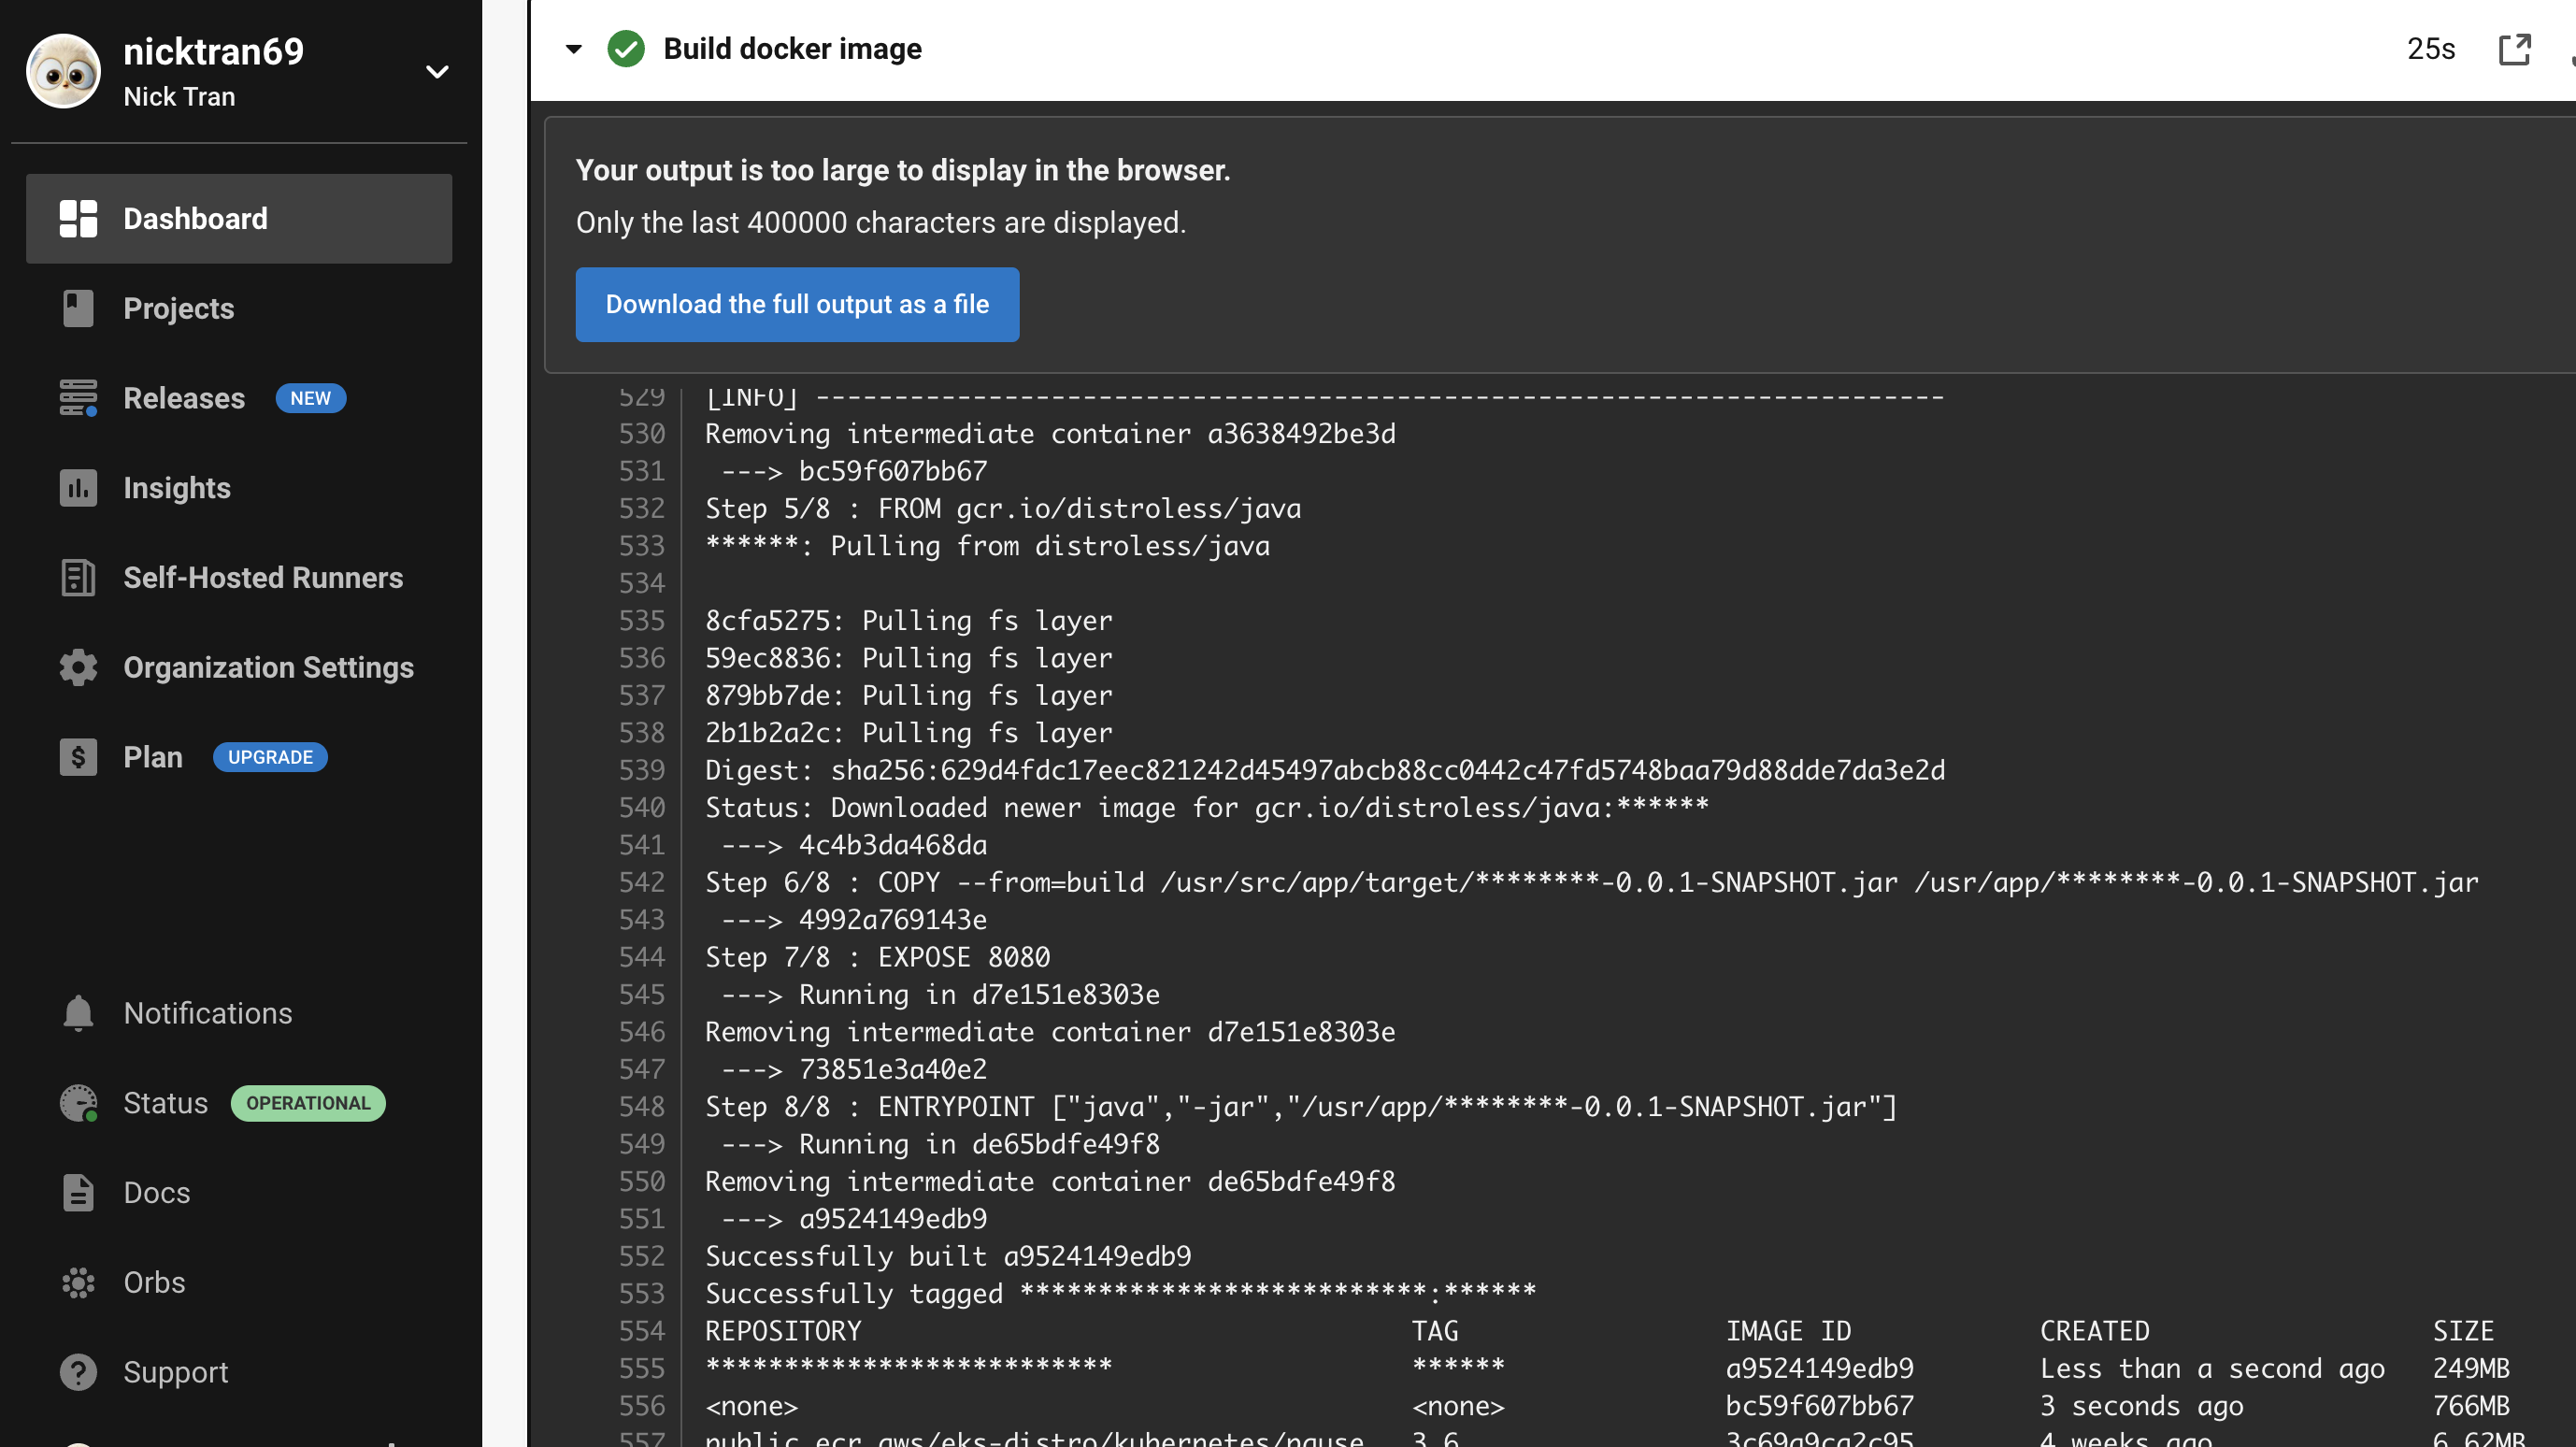 nicktran69
Nick Tran
Dashboard
Projects
Releases NEW
Insights
Self-Hosted Runners
Organization Settings
Plan UPGRADE
Notifications
Status OPERATIONAL
Docs
Orbs
Support
Build docker image 25s
Your output is too large to display in the browser.
Only the last 400000 characters are displayed.
Download the full output as a file
529 [INFO] ------------------------------------------------------------------------
530 Removing intermediate container a3638492be3d
531 ---> bc59f607bb67
532 Step 5/8 : FROM gcr.io/distroless/java
533 ******: Pulling from distroless/java
534
535 8cfa5275: Pulling fs layer
536 59ec8836: Pulling fs layer
537 879bb7de: Pulling fs layer
538 2b1b2a2c: Pulling fs layer
539 Digest: sha256:629d4fdc17eec821242d45497abcb88cc0442c47fd5748baa79d88dde7da3e2d
540 Status: Downloaded newer image for gcr.io/distroless/java:******
541 ---> 4c4b3da468da
542 Step 6/8 : COPY --from=build /usr/src/app/target/********-0.0.1-SNAPSHOT.jar /usr/app/********-0.0.1-SNAPSHOT.jar
543 ---> 4992a769143e
544 Step 7/8 : EXPOSE 8080
545 ---> Running in d7e151e8303e
546 Removing intermediate container d7e151e8303e
547 ---> 73851e3a40e2
548 Step 8/8 : ENTRYPOINT ["java","-jar","/usr/app/********-0.0.1-SNAPSHOT.jar"]
549 ---> Running in de65bdfe49f8
550 Removing intermediate container de65bdfe49f8
551 ---> a9524149edb9
552 Successfully built a9524149edb9
553 Successfully tagged **************************:******
554 REPOSITORY TAG IMAGE ID CREATED SIZE
555 ************************** ****** a9524149edb9 Less than a second ago 249MB
556 <none> <none> bc59f607bb67 3 seconds ago 766MB
557 public.ecr.aws/eks-distro/kubernetes/pause 3.6 3c69a9ca2c95 4 weeks ago 6.62MB